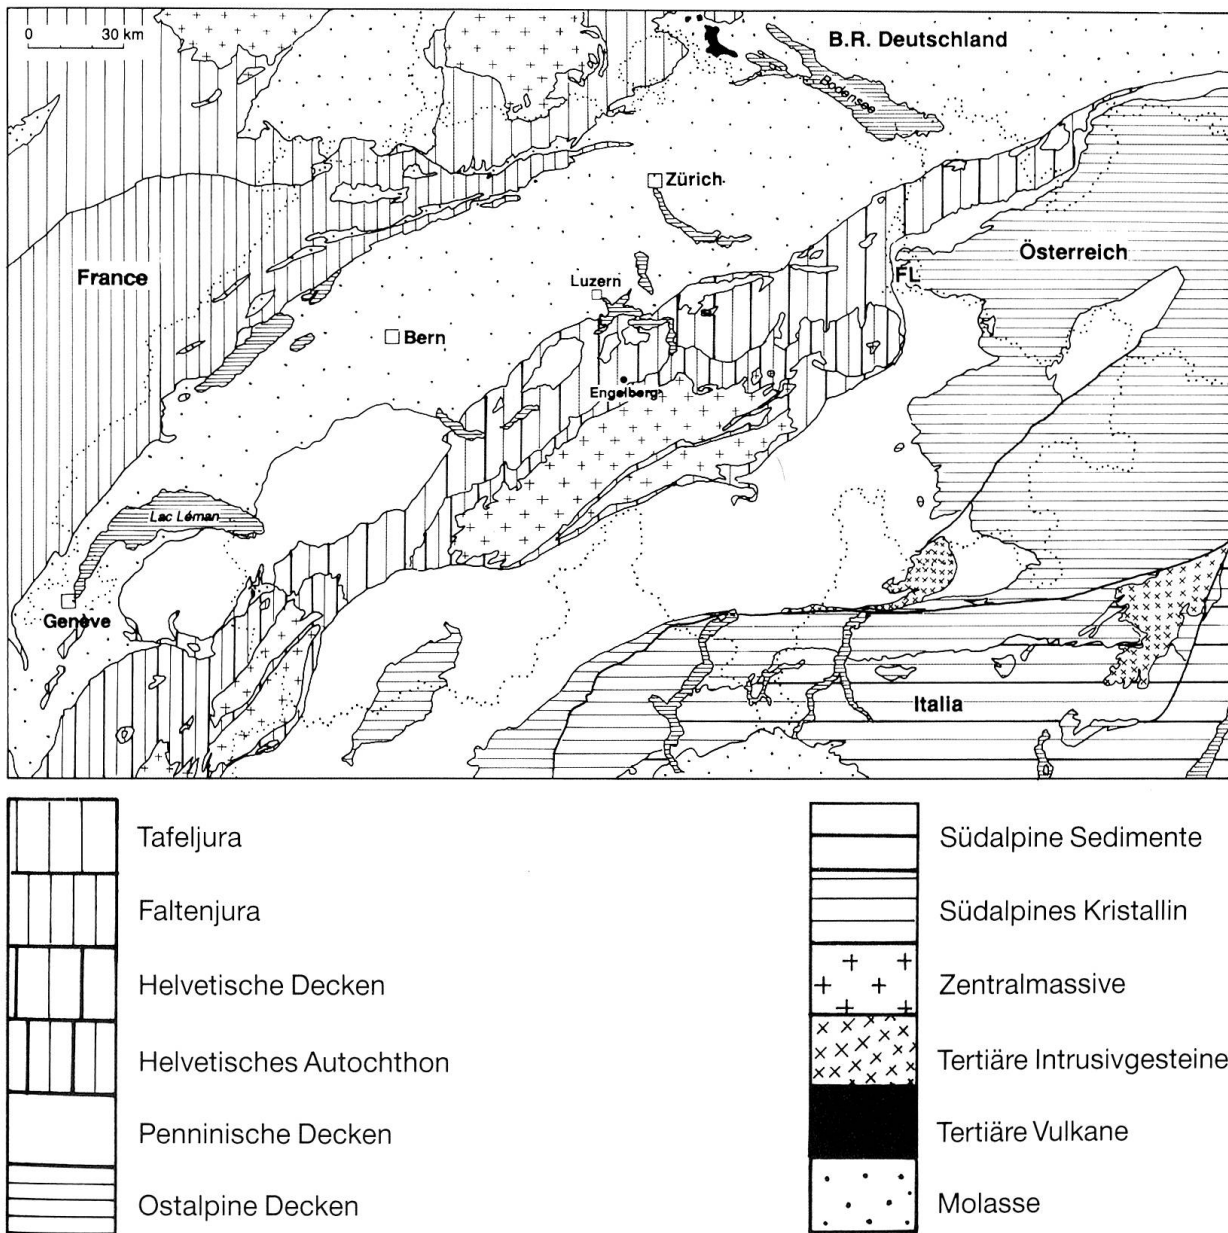 0 30 km
B.R. Deutschland
Bodensee
Zürich
Österreich
France
FL
Luzern
Bern
Engelberg
Lac Léman
Genève
Italia
Tafeljura
Faltenjura
Helvetische Decken
Helvetisches Autochthon
Penninische Decken
Ostalpine Decken
Südalpine Sedimente
Südalpines Kristallin
Zentralmassive
Tertiäre Intrusivgesteine
Tertiäre Vulkane
Molasse